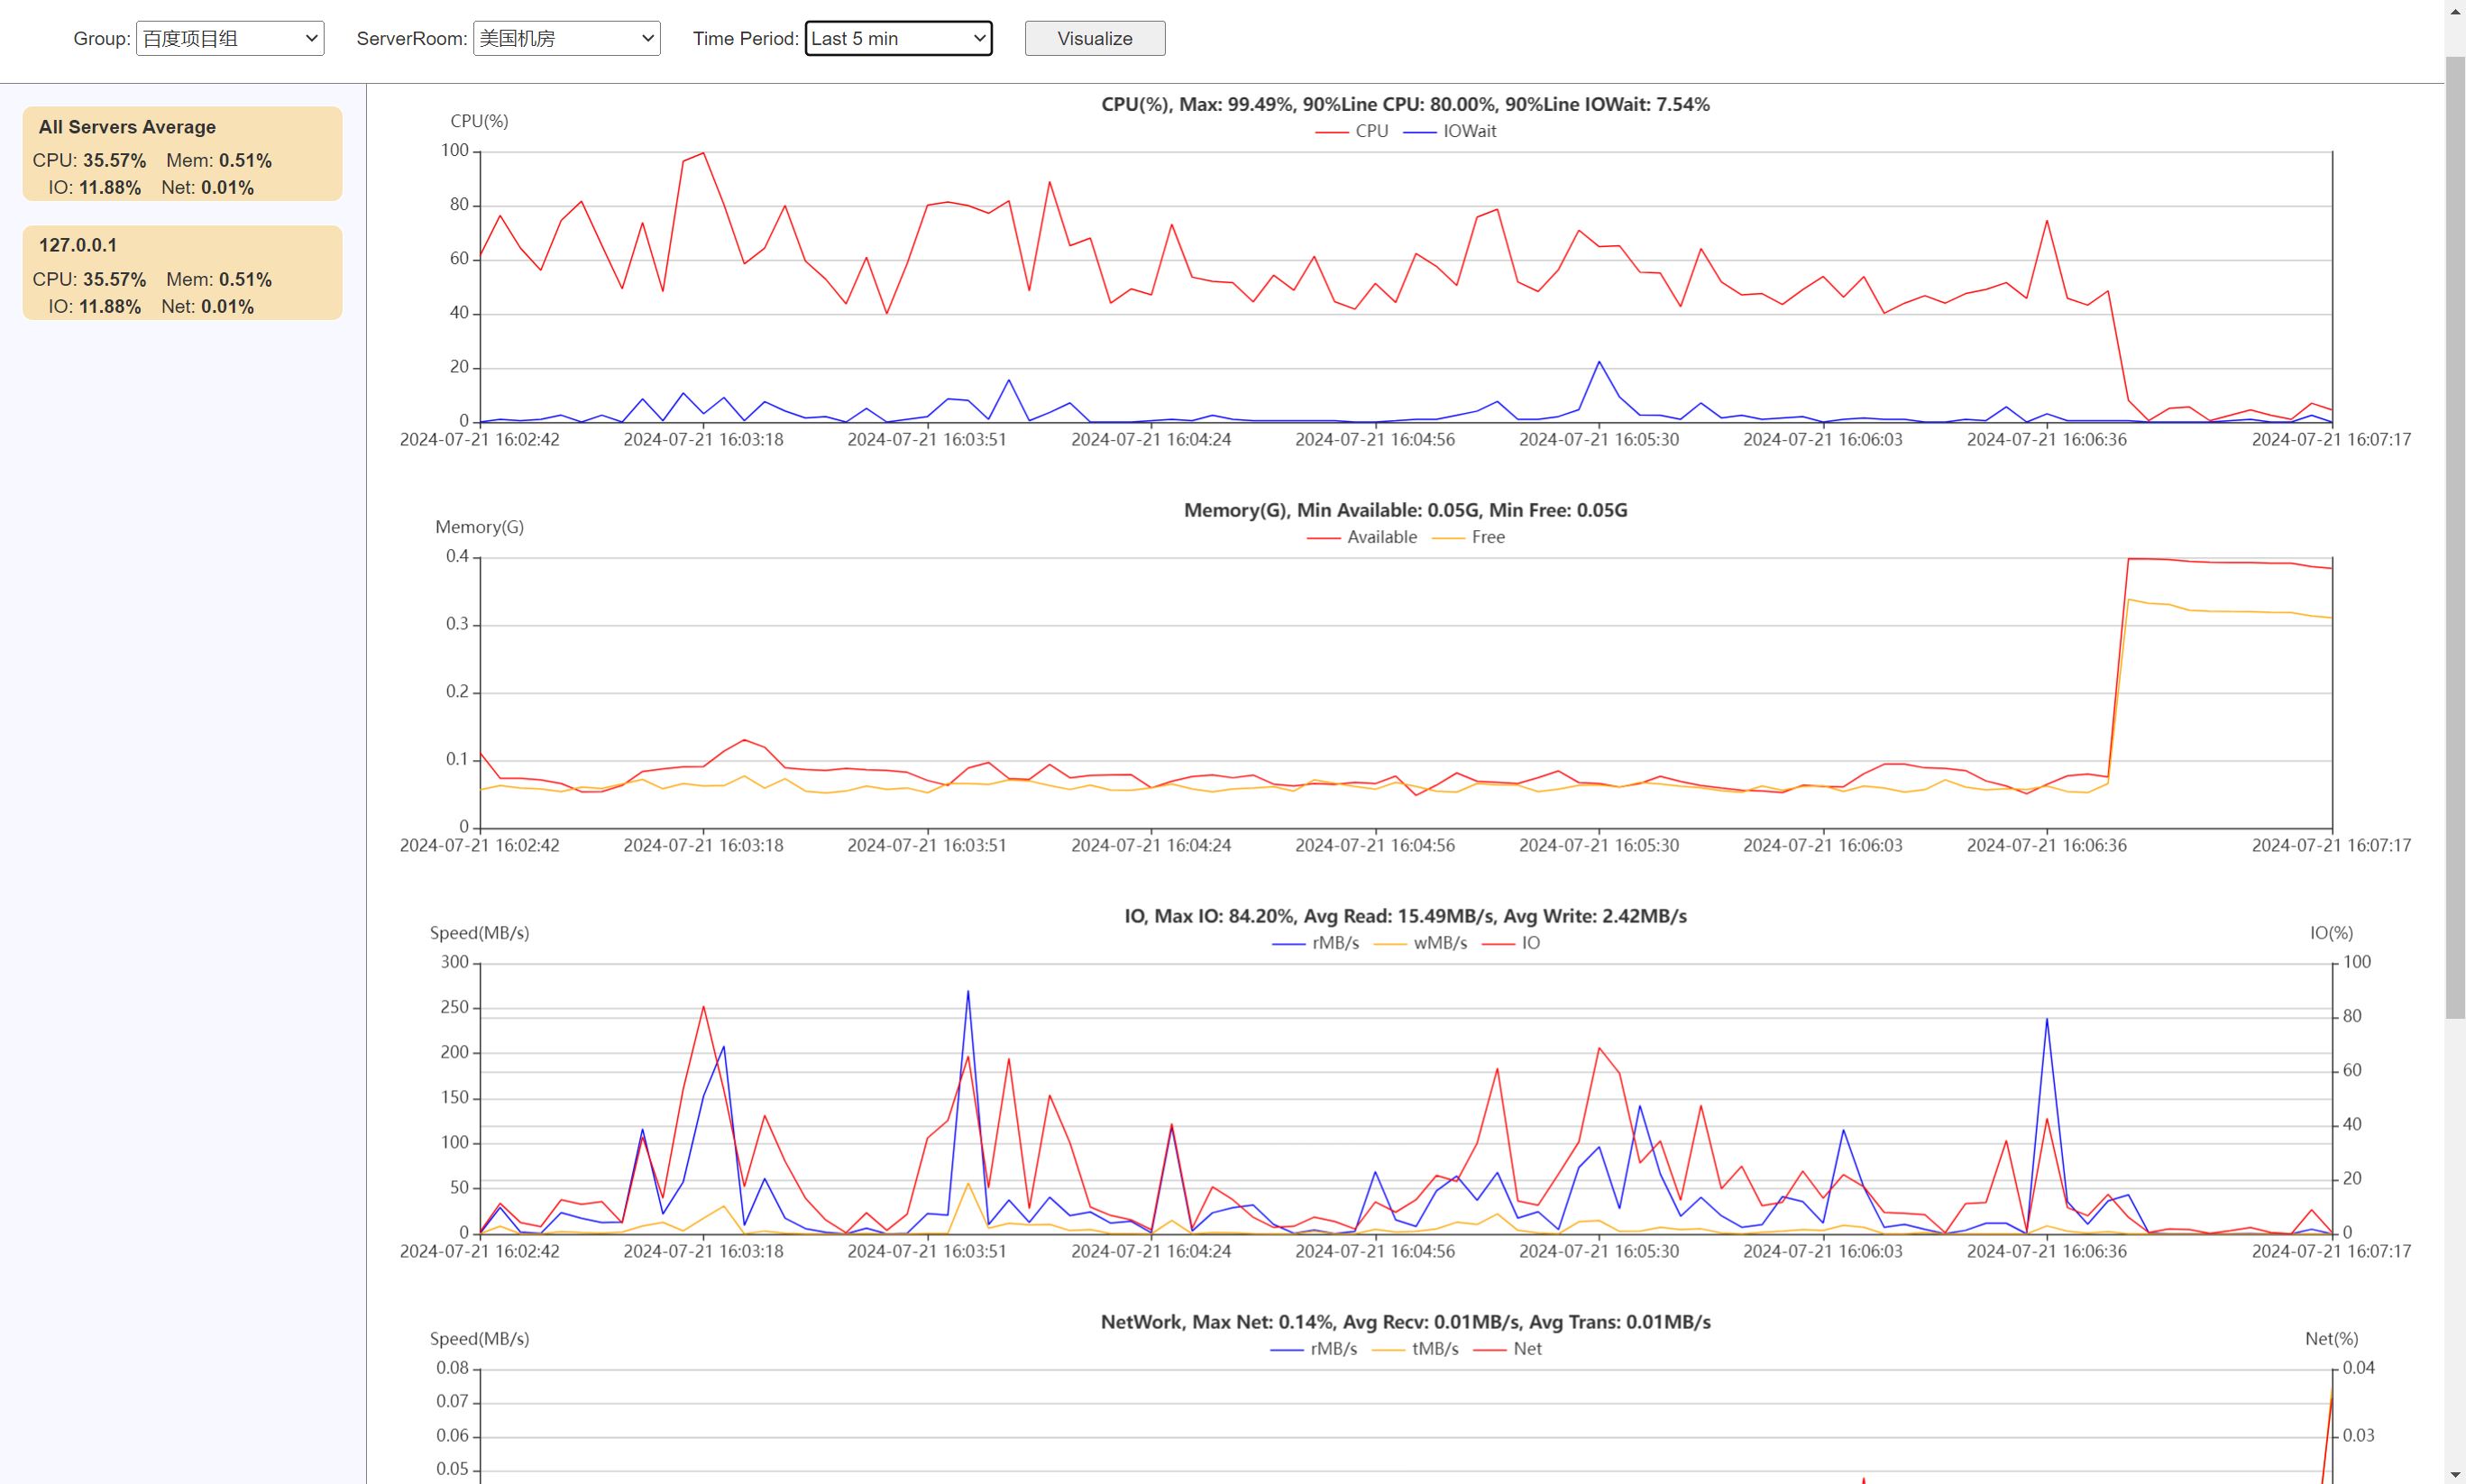 Group: 百度项目组 ServerRoom: 美国机房 Time Period: Last 5 min Visualize
All Servers Average
CPU: 35.57% Mem: 0.51%
IO: 11.88% Net: 0.01%
127.0.0.1
CPU: 35.57% Mem: 0.51%
IO: 11.88% Net: 0.01%
CPU(%), Max: 99.49%, 90%Line CPU: 80.00%, 90%Line IOWait: 7.54%
CPU(%)
CPU IOWait
100
80
60
40
20
0
2024-07-21 16:02:42 2024-07-21 16:03:18 2024-07-21 16:03:51 2024-07-21 16:04:24 2024-07-21 16:04:56 2024-07-21 16:05:30 2024-07-21 16:06:03 2024-07-21 16:06:36 2024-07-21 16:07:17
Memory(G), Min Available: 0.05G, Min Free: 0.05G
Memory(G)
Available Free
0.4
0.3
0.2
0.1
0
2024-07-21 16:02:42 2024-07-21 16:03:18 2024-07-21 16:03:51 2024-07-21 16:04:24 2024-07-21 16:04:56 2024-07-21 16:05:30 2024-07-21 16:06:03 2024-07-21 16:06:36 2024-07-21 16:07:17
IO, Max IO: 84.20%, Avg Read: 15.49MB/s, Avg Write: 2.42MB/s
Speed(MB/s) IO(%)
rMB/s wMB/s IO
300 100
250
80
200
60
150
100 40
50 20
0 0
2024-07-21 16:02:42 2024-07-21 16:03:18 2024-07-21 16:03:51 2024-07-21 16:04:24 2024-07-21 16:04:56 2024-07-21 16:05:30 2024-07-21 16:06:03 2024-07-21 16:06:36 2024-07-21 16:07:17
NetWork, Max Net: 0.14%, Avg Recv: 0.01MB/s, Avg Trans: 0.01MB/s
Speed(MB/s) Net(%)
rMB/s tMB/s Net
0.08 0.04
0.07
0.06 0.03
0.05